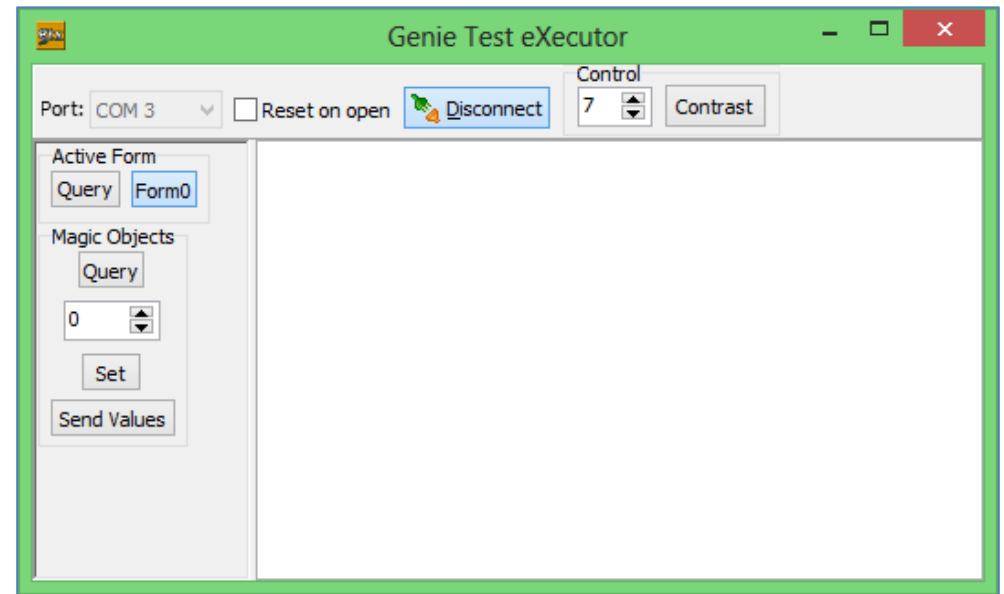 Genie Test eXecutor
Control
Port: COM 3 Reset on open Disconnect 7 Contrast
Active Form
Query Form0
Magic Objects
Query
0
Set
Send Values